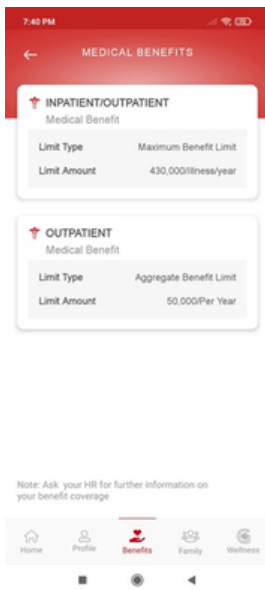 7:40 PM
MEDICAL BENEFITS
INPATIENT/OUTPATIENT
Medical Benefit
Limit Type Maximum Benefit Limit
Limit Amount 430,000/Illness/year
OUTPATIENT
Medical Benefit
Limit Type Aggregate Benefit Limit
Limit Amount 50,000/Per Year
Note: Ask your HR for further information on
your benefit coverage
Home Profile Benefits Family Wellness